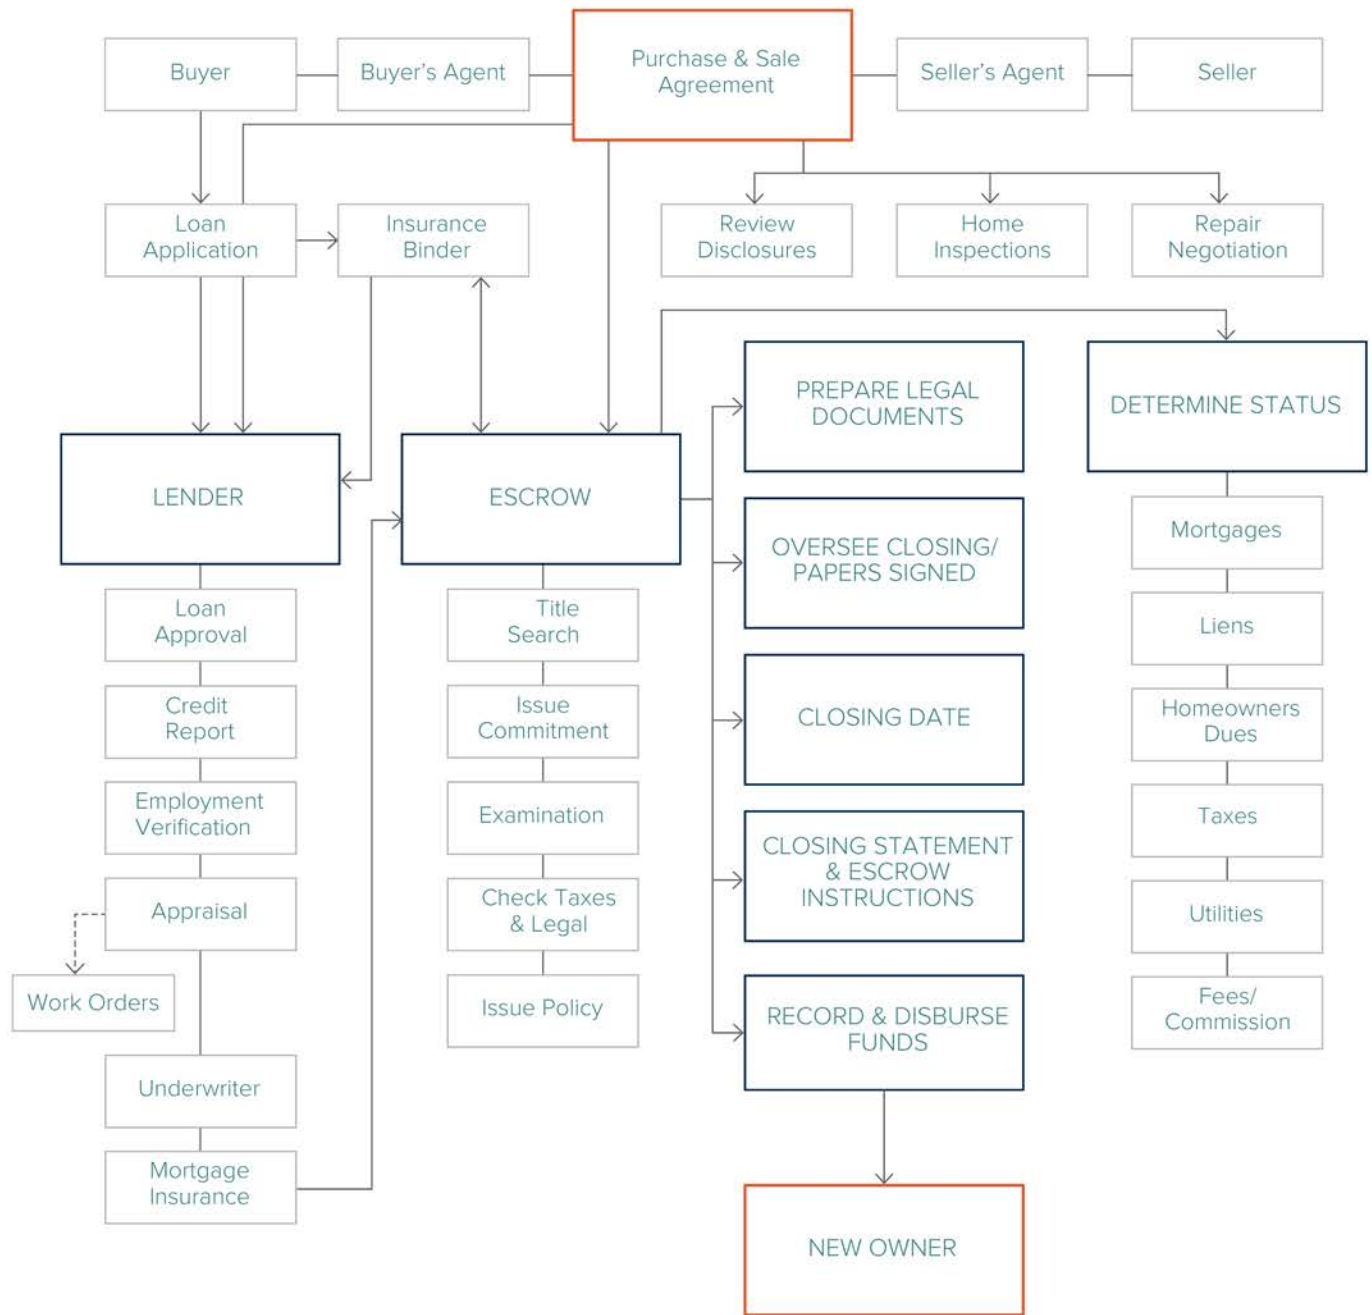 Buyer
Buyer's Agent
Purchase & Sale
Agreement
Seller's Agent
Seller
Loan
Application
Insurance
Binder
Review
Disclosures
Home
Inspections
Repair
Negotiation
LENDER
ESCROW
PREPARE LEGAL
DOCUMENTS
DETERMINE STATUS
OVERSEE CLOSING/
PAPERS SIGNED
CLOSING DATE
CLOSING STATEMENT
& ESCROW
INSTRUCTIONS
RECORD & DISBURSE
FUNDS
NEW OWNER
Loan
Approval
Credit
Report
Employment
Verification
Appraisal
Work Orders
Underwriter
Mortgage
Insurance
Title
Search
Issue
Commitment
Examination
Check Taxes
& Legal
Issue Policy
Mortgages
Liens
Homeowners
Dues
Taxes
Utilities
Fees/
Commission